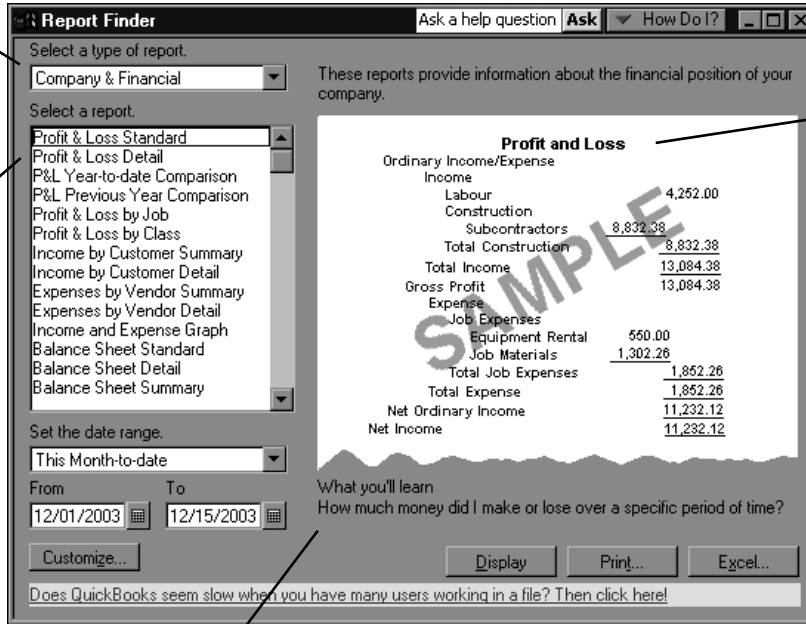 Report Finder
Ask a help question Ask How Do I?
Select a type of report.
Company & Financial
Select a report.
Profit & Loss Standard
Profit & Loss Detail
P&L Year-to-date Comparison
P&L Previous Year Comparison
Profit & Loss by Job
Profit & Loss by Class
Income by Customer Summary
Income by Customer Detail
Expenses by Vendor Summary
Expenses by Vendor Detail
Income and Expense Graph
Balance Sheet Standard
Balance Sheet Detail
Balance Sheet Summary
Set the date range.
This Month-to-date
From To
12/01/2003 12/15/2003
Customize...
These reports provide information about the financial position of your
company.
Profit and Loss
Ordinary Income/Expense
Income
Labour 4,252.00
Construction
Subcontractors 8,832.38
Total Construction 8,832.38
Total Income 13,084.38
Gross Profit 13,084.38
Expense
Job Expenses
Equipment Rental 550.00
Job Materials 1,302.26
Total Job Expenses 1,852.26
Total Expense 1,852.26
Net Ordinary Income 11,232.12
Net Income 11,232.12
SAMPLE
What you'll learn
How much money did I make or lose over a specific period of time?
Display Print... Excel...
Does QuickBooks seem slow when you have many users working in a file? Then click here!